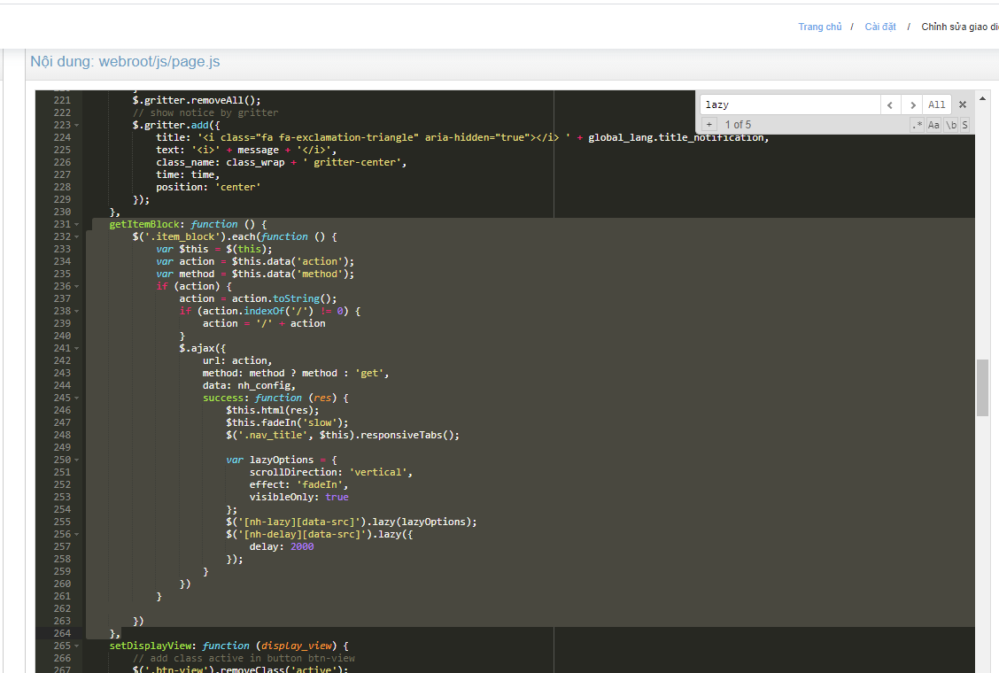 Trang chủ / Cài đặt / Chỉnh sửa giao di
Nội dung: webroot/js/page.js
lazy All
+ 1 of 5 .* Aa \b S
221 $.gritter.removeAll();
222 // show notice by gritter
223 $.gritter.add({
224 title: '<i class="fa fa-exclamation-triangle" aria-hidden="true"></i> ' + global_lang.title_notification,
225 text: '<i>' + message + '</i>',
226 class_name: class_wrap + ' gritter-center',
227 time: time,
228 position: 'center'
229 });
230 },
231 getItemBlock: function () {
232 $('.item_block').each(function () {
233 var $this = $(this);
234 var action = $this.data('action');
235 var method = $this.data('method');
236 if (action) {
237 action = action.toString();
238 if (action.indexOf('/') != 0) {
239 action = '/' + action
240 }
241 $.ajax({
242 url: action,
243 method: method ? method : 'get',
244 data: nh_config,
245 success: function (res) {
246 $this.html(res);
247 $this.fadeIn('slow');
248 $('.nav_title', $this).responsiveTabs();
249
250 var lazyOptions = {
251 scrollDirection: 'vertical',
252 effect: 'fadeIn',
253 visibleOnly: true
254 };
255 $('[nh-lazy][data-src]').lazy(lazyOptions);
256 $('[nh-delay][data-src]').lazy({
257 delay: 2000
258 });
259 }
260 })
261 }
262
263 })
264 },
265 setDisplayView: function (display_view) {
266 // add class active in button btn-view
267 $('.btn-view').removeClass('active');